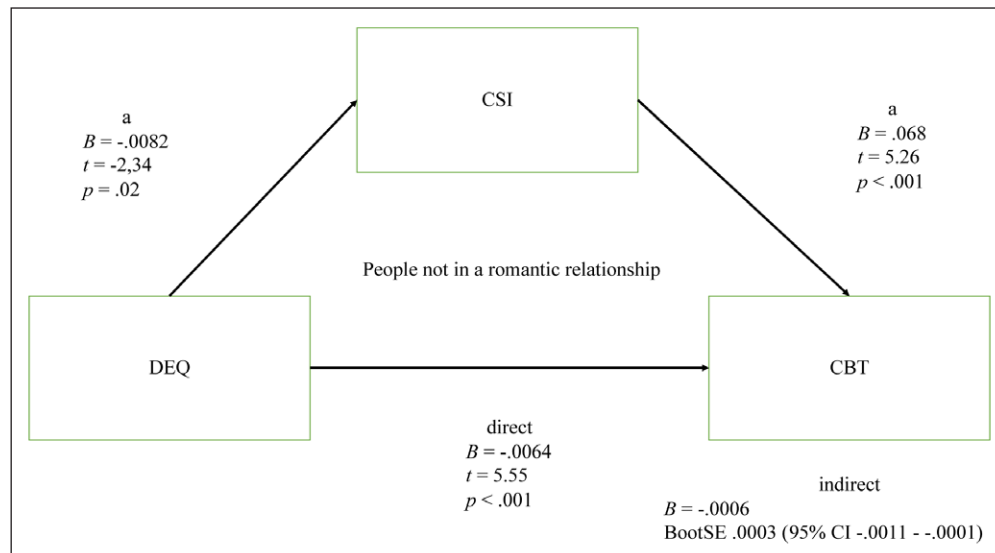 CSI
a
B = -.0082
t = -2,34
p = .02
a
B = .068
t = 5.26
p < .001
People not in a romantic relationship
DEQ
CBT
direct
B = -.0064
t = 5.55
p < .001
indirect
B = -.0006
BootSE .0003 (95% CI -.0011 - -.0001)